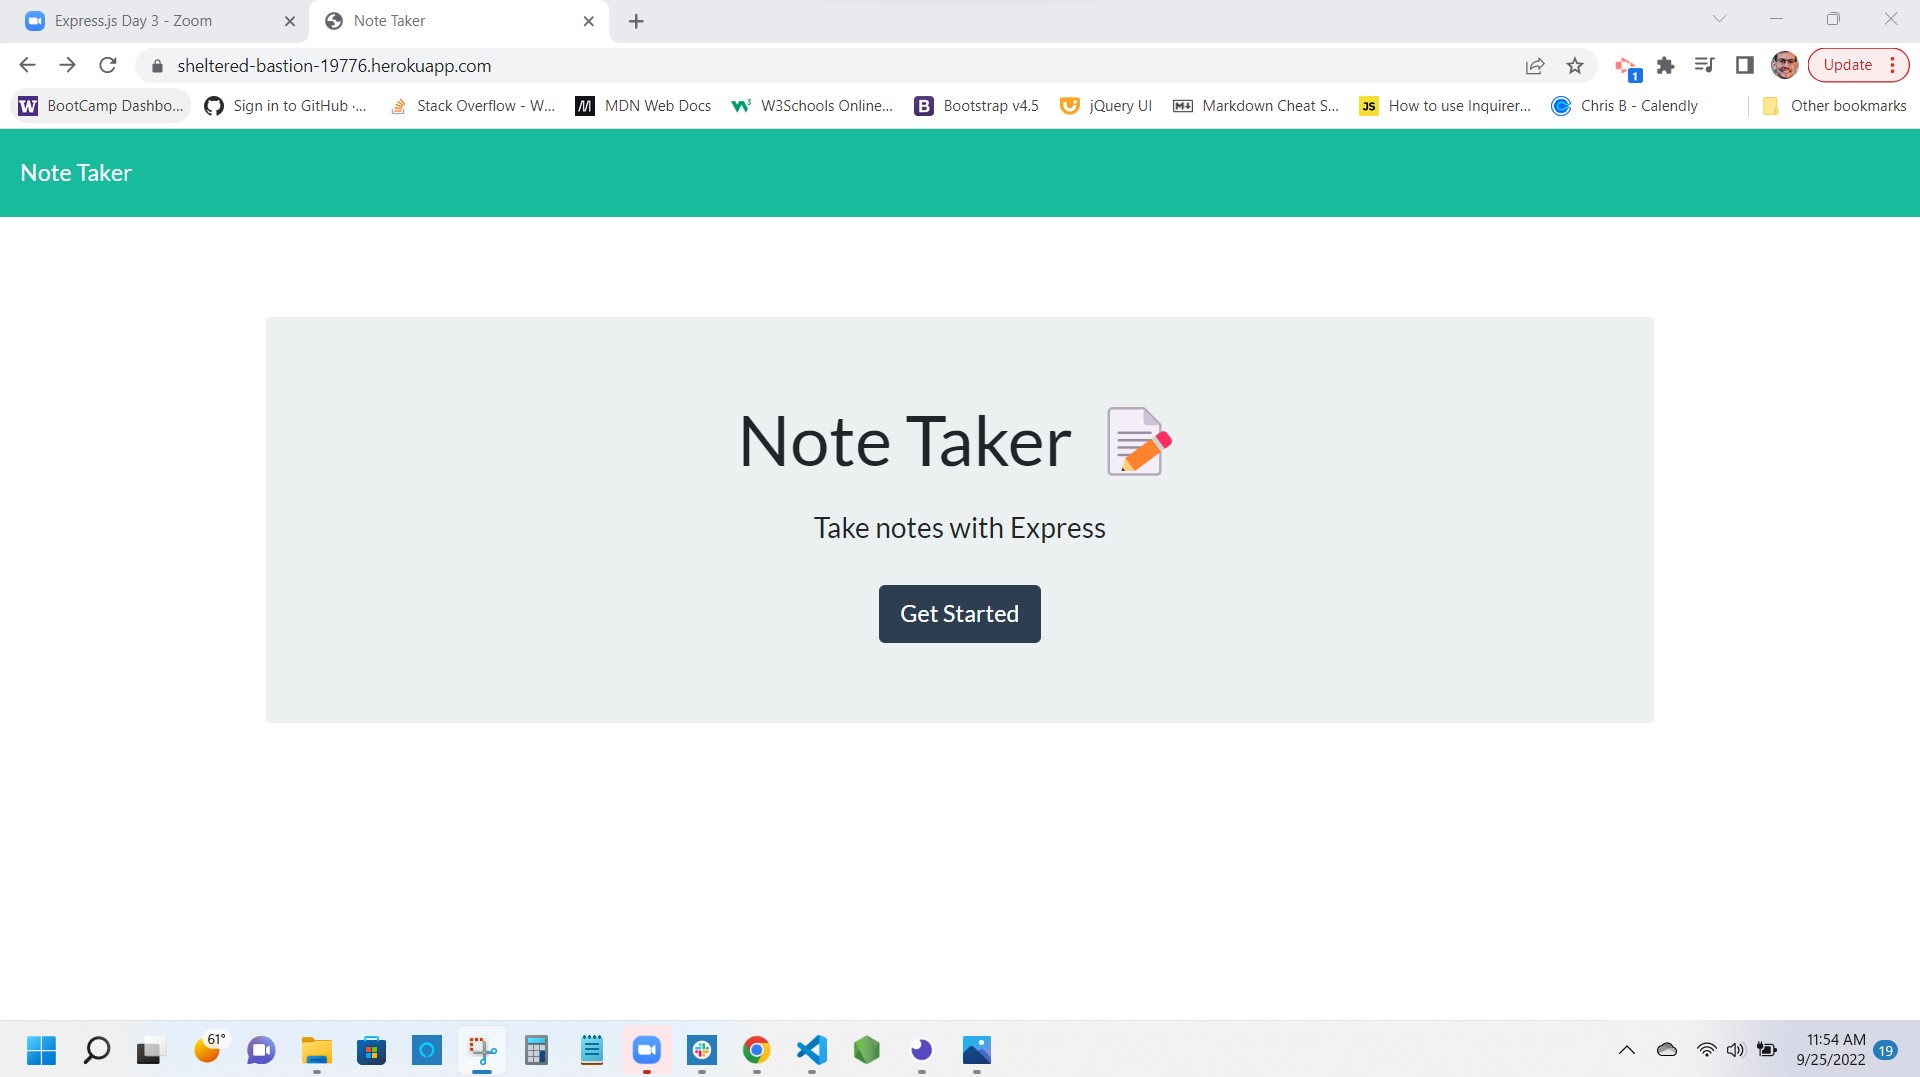 Express.js Day 3 - Zoom
Note Taker
sheltered-bastion-19776.herokuapp.com
1
Update
W BootCamp Dashbo...
Sign in to GitHub ·...
Stack Overflow - W...
M MDN Web Docs
W3 W3Schools Online...
B Bootstrap v4.5
jQuery UI
M Markdown Cheat S...
JS How to use Inquirer...
Chris B - Calendly
Other bookmarks
Note Taker
Note Taker
Take notes with Express
Get Started
61°
11:54 AM
9/25/2022
19